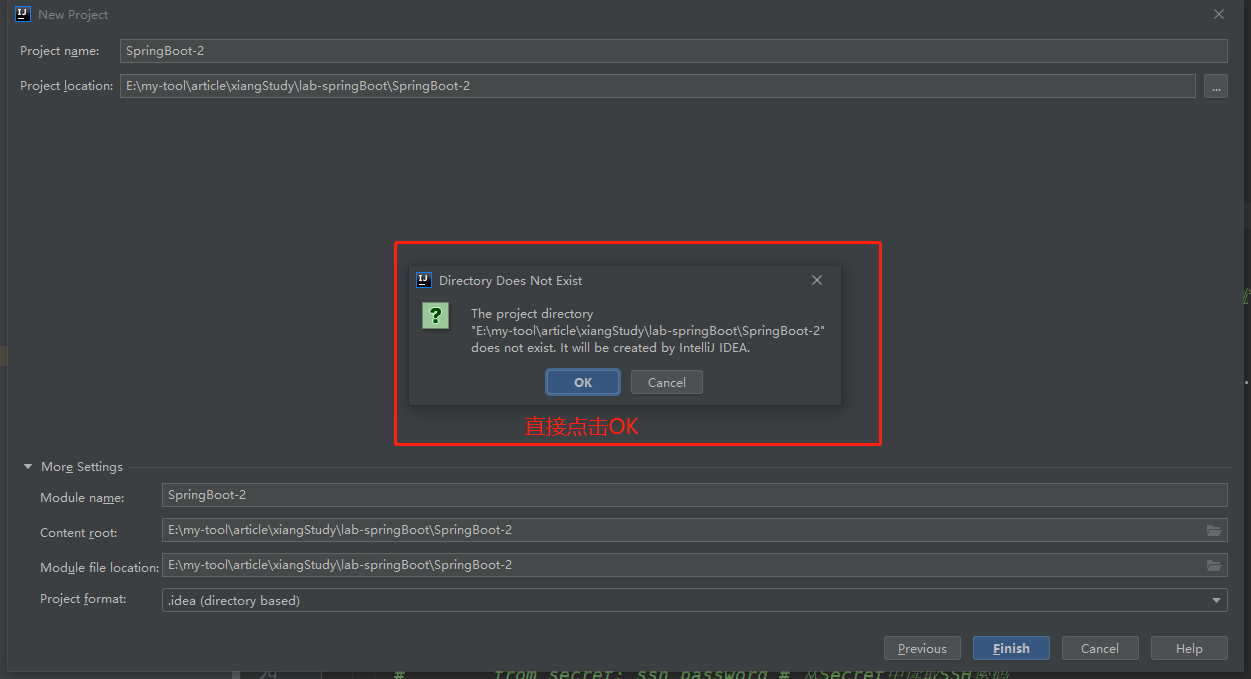 New Project
Project name:
SpringBoot-2
Project location:
E:\my-tool\article\xiangStudy\lab-springBoot\SpringBoot-2
...
Directory Does Not Exist
The project directory
"E:\my-tool\article\xiangStudy\lab-springBoot\SpringBoot-2"
does not exist. It will be created by IntelliJ IDEA.
OK
Cancel
直接点击OK
More Settings
Module name:
SpringBoot-2
Content root:
E:\my-tool\article\xiangStudy\lab-springBoot\SpringBoot-2
Module file location:
E:\my-tool\article\xiangStudy\lab-springBoot\SpringBoot-2
Project format:
.idea (directory based)
Previous
Finish
Cancel
Help
29 # from_secret: ssh_password # 从Secret中读取SSH密码